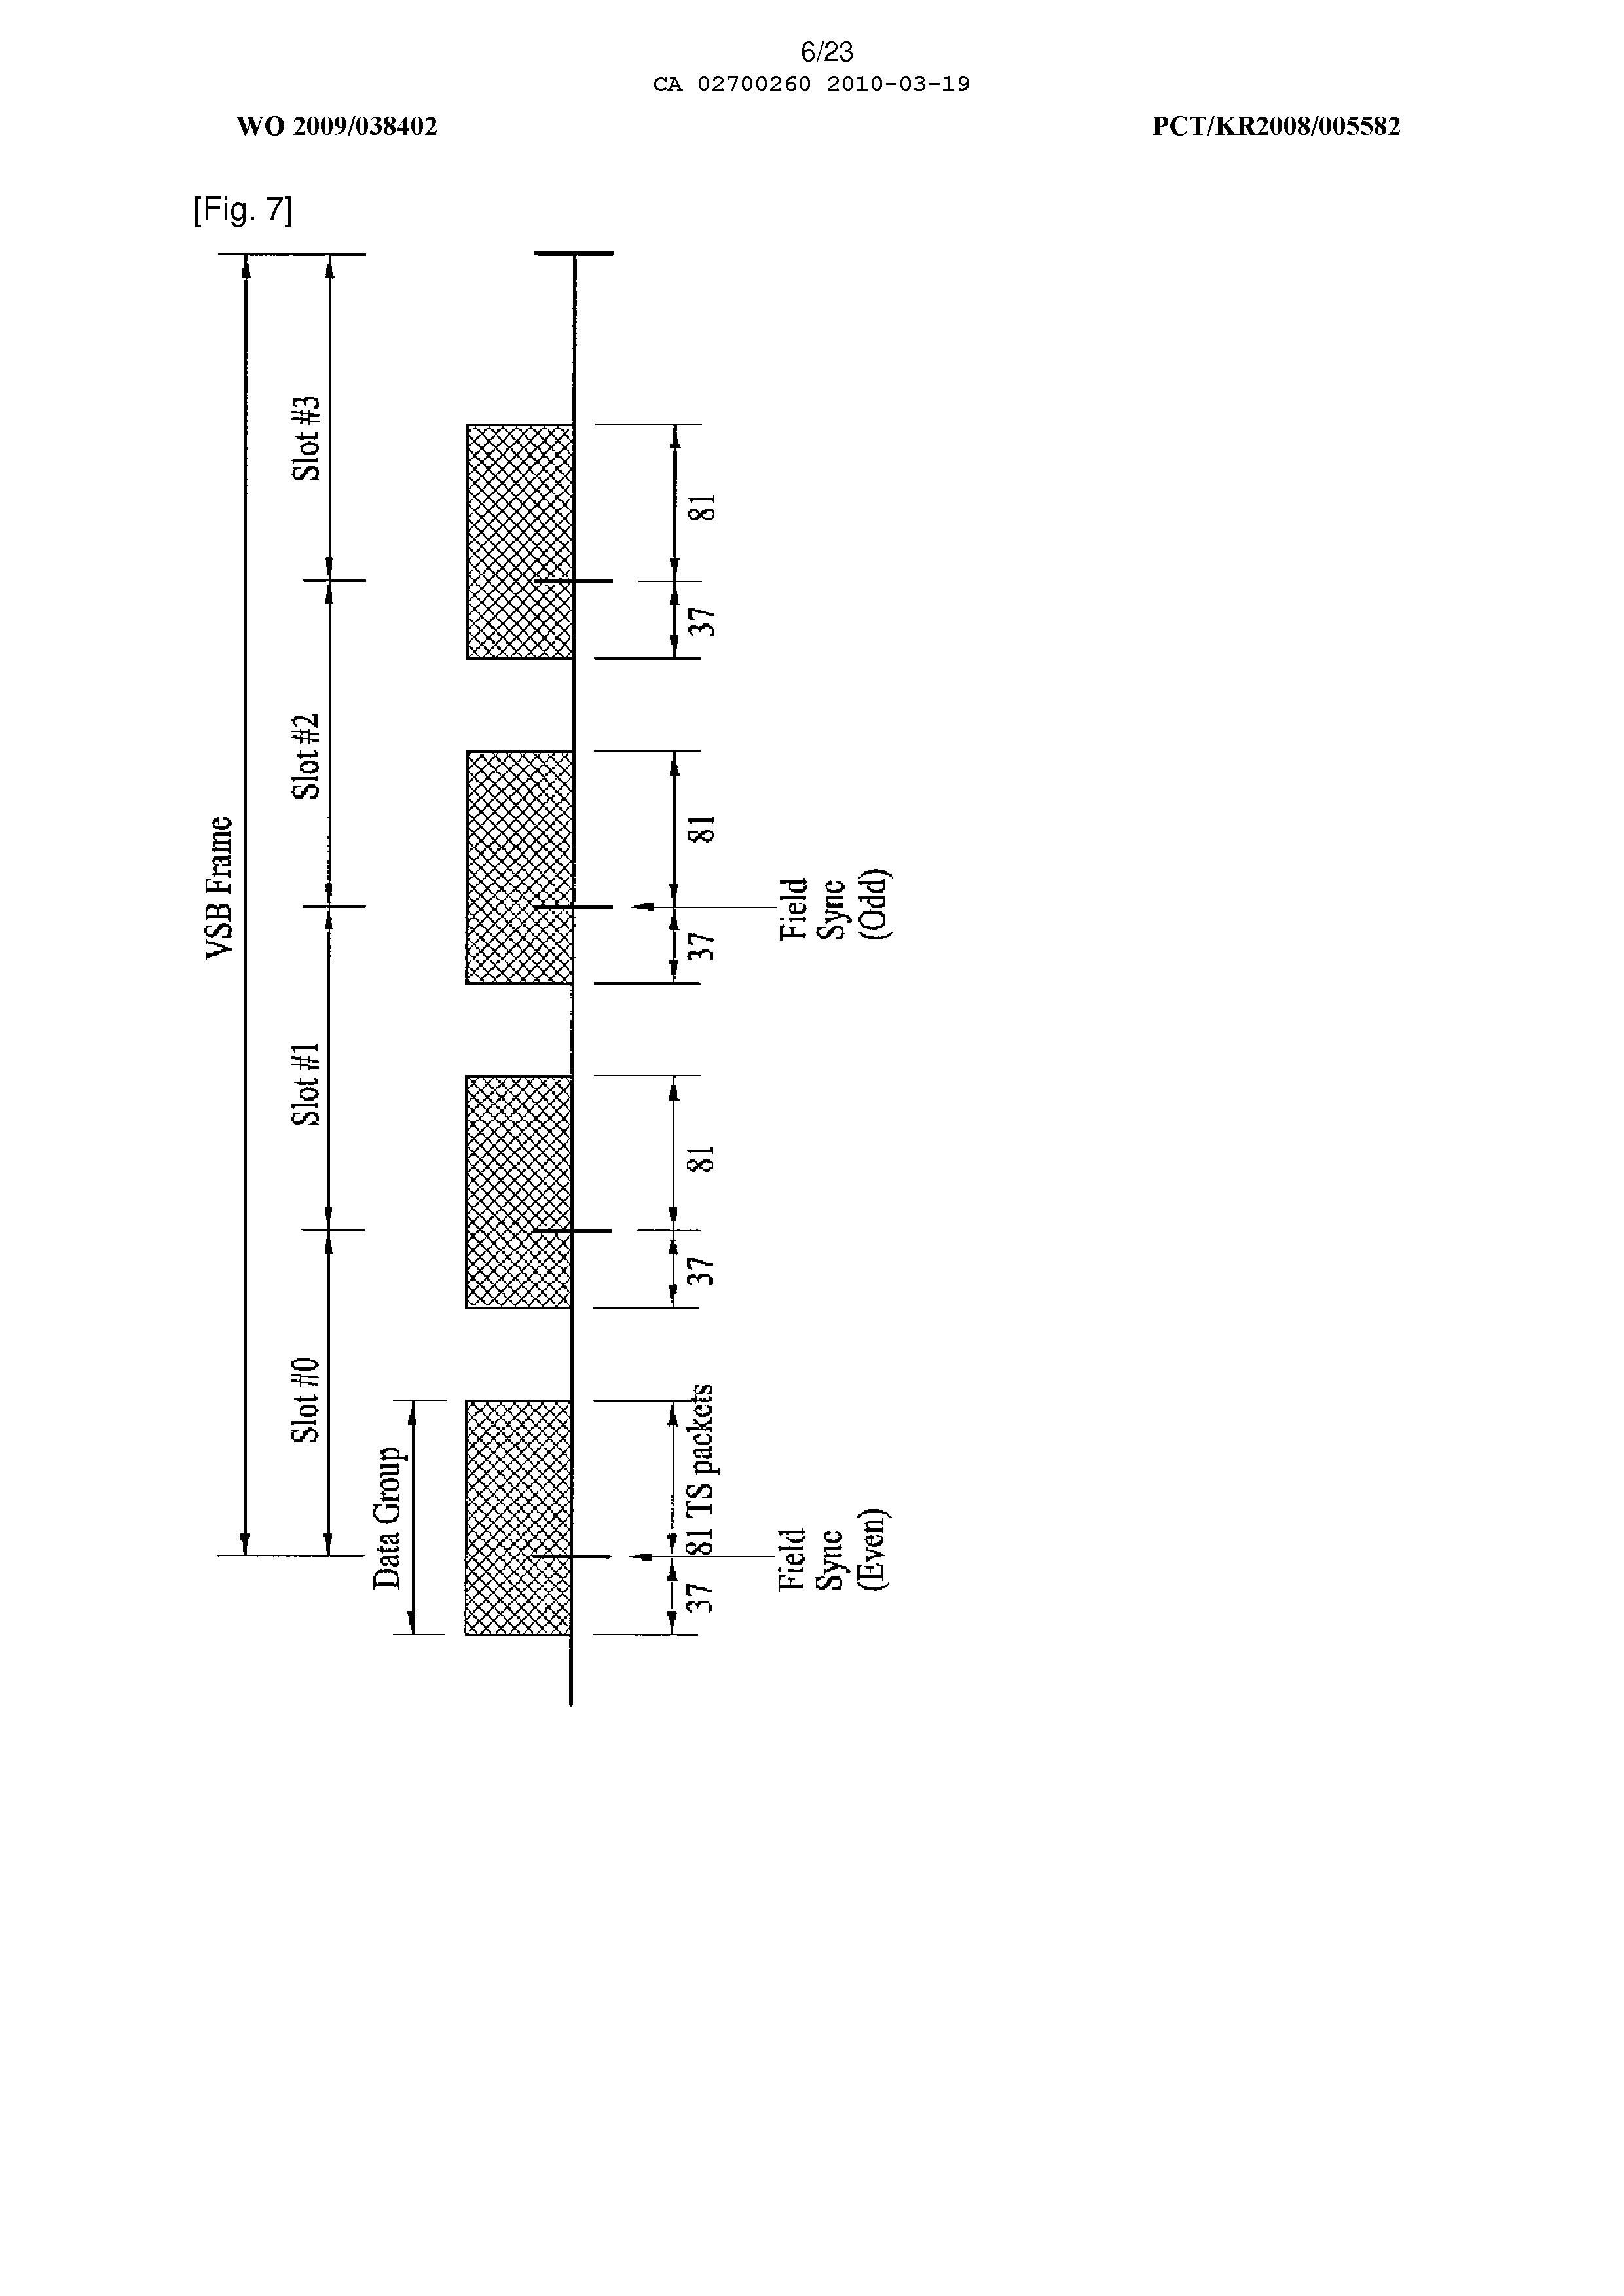 6/23
CA 02700260 2010-03-19
WO 2009/038402 PCT/KR2008/005582
[Fig. 7]
VSB Frame
Slot #0 Slot #1 Slot #2 Slot #3
Data Group
37 81 TS packets 37 81 37 81 37 81
Field
Sync
(Even)
Field
Sync
(Odd)